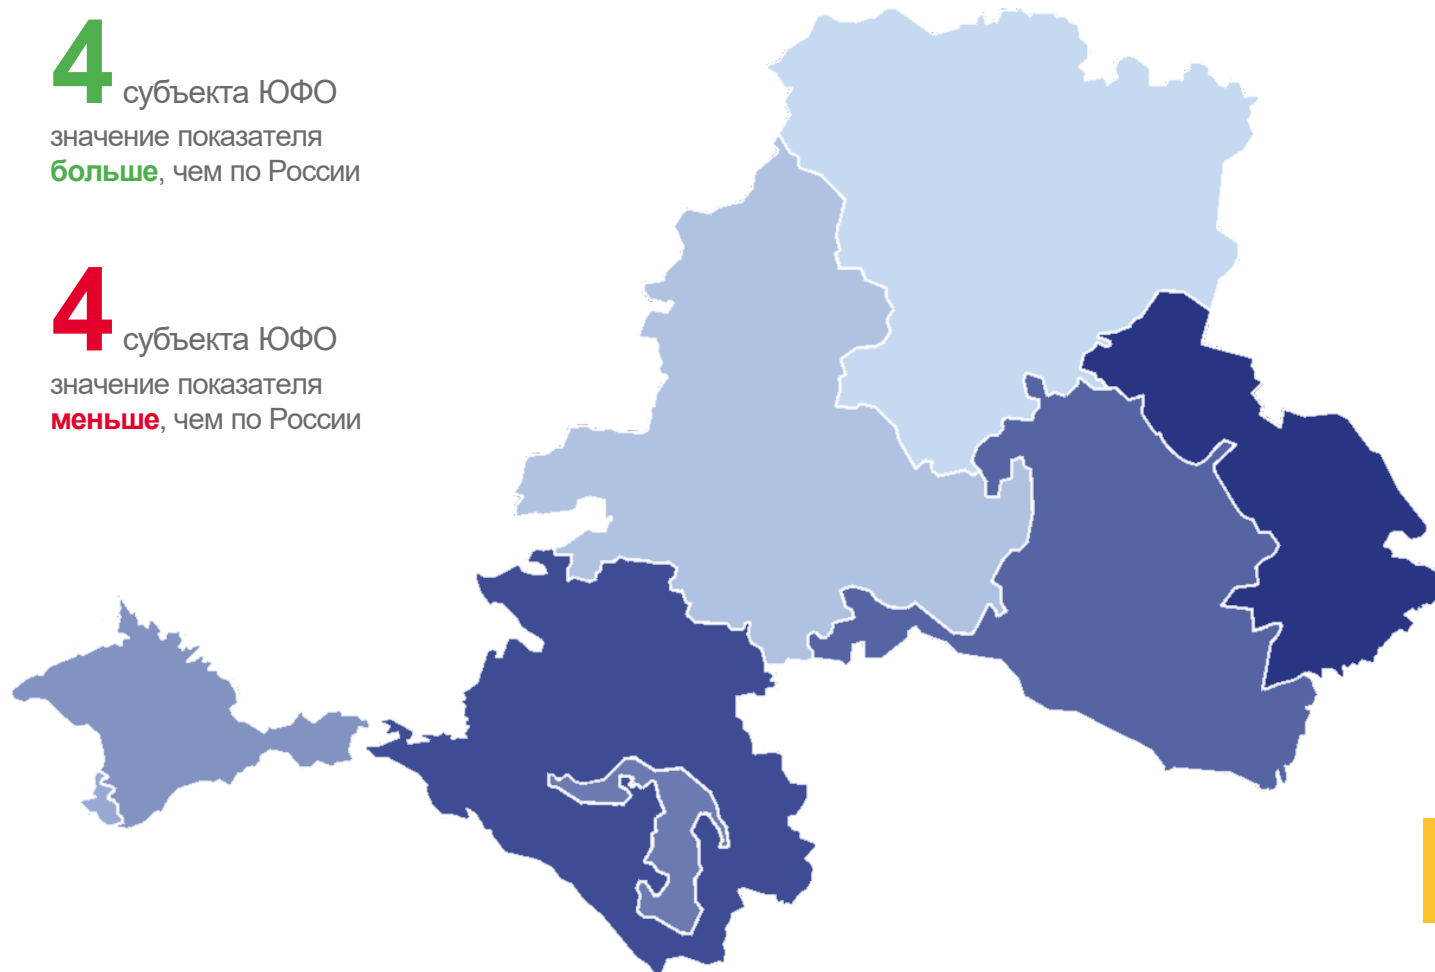 4 субъекта ЮФО
значение показателя
больше, чем по России
4 субъекта ЮФО
значение показателя
меньше, чем по России